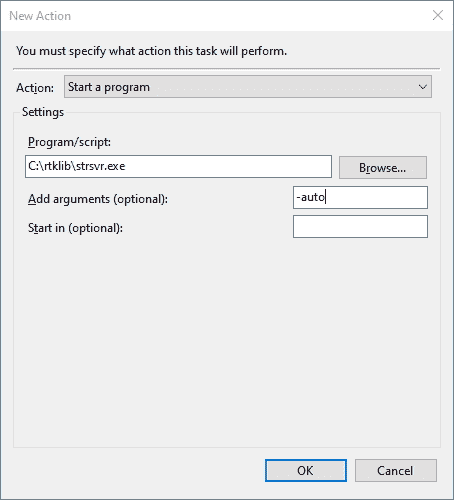 New Action
You must specify what action this task will perform.
Action: Start a program
Settings
Program/script:
C:\rtklib\strsvr.exe Browse...
Add arguments (optional): -auto
Start in (optional):
OK Cancel